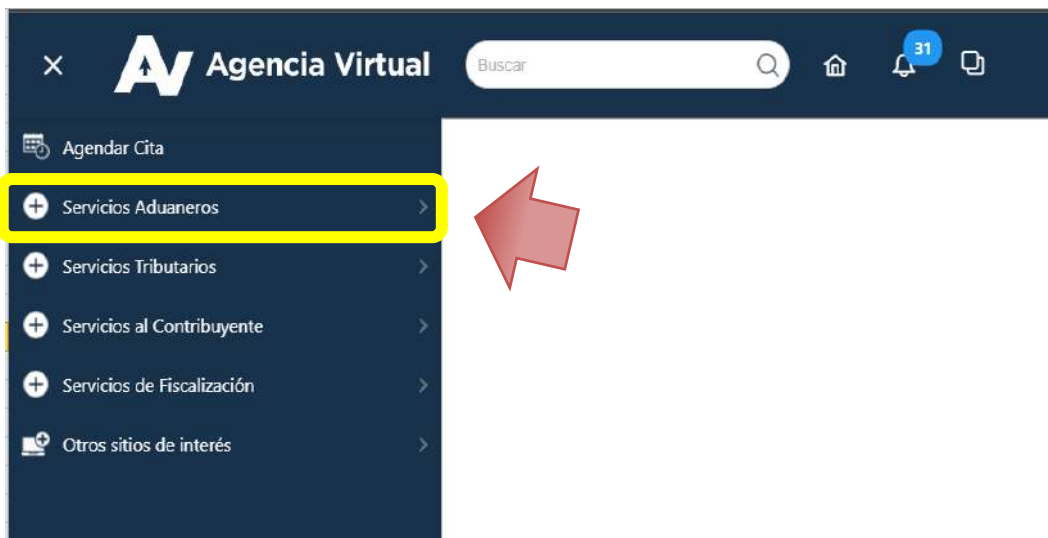 AV Agencia Virtual
Buscar
31
Agendar Cita
Servicios Aduaneros
Servicios Tributarios
Servicios al Contribuyente
Servicios de Fiscalización
Otros sitios de interés